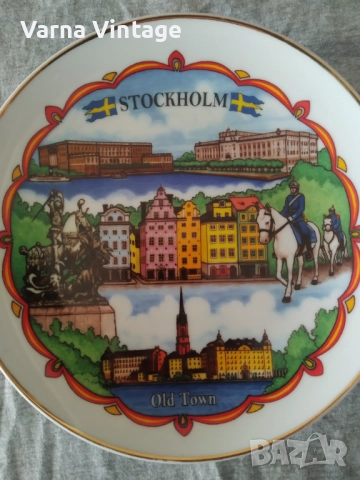 Varna Vintage
STOCKHOLM
Old Town
BAZAR